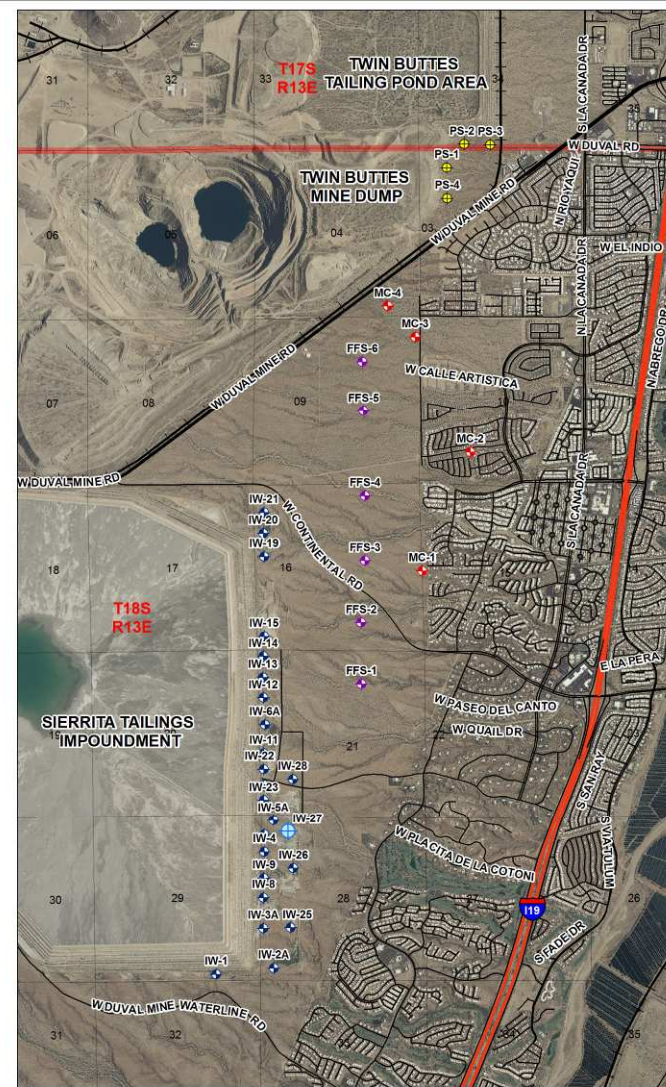 31
32
33
T17S
R13E
TWIN BUTTES
TAILING POND AREA
34
S LA CANADA DR
35
PS-2
PS-3
W DUVAL RD
PS-1
TWIN BUTTES
MINE DUMP
PS-4
N RIO YAQUI
06
05
04
03
W DUVAL MINE RD
W EL INDIO
N LA CANADA DR
N ABREGO DR
MC-4
MC-3
FFS-6
W DUVAL MINE RD
W CALLE ARTISTICA
07
08
09
FFS-5
MC-2
W DUVAL MINE RD
FFS-4
S LA CANADA DR
IW-21
IW-20
W CONTINENTAL RD
IW-19
18
17
16
FFS-3
MC-1
15
14
T18S
R13E
FFS-2
IW-15
IW-14
IW-13
E LA PERA
FFS-1
IW-12
W PASEO DEL CANTO
IW-6A
SIERRITA TAILINGS
IMPOUNDMENT
19
W QUAIL DR
IW-11
21
22
23
IW-22
IW-28
S SAN RAY
IW-23
IW-5A
IW-27
S VIA TULUM
IW-4
W PLACITA DE LA COTONI
IW-9
IW-26
30
29
IW-8
28
26
I19
IW-3A
IW-25
S FADE DR
IW-1
IW-2A
W DUVAL MINE WATERLINE RD
31
32
33
34
35